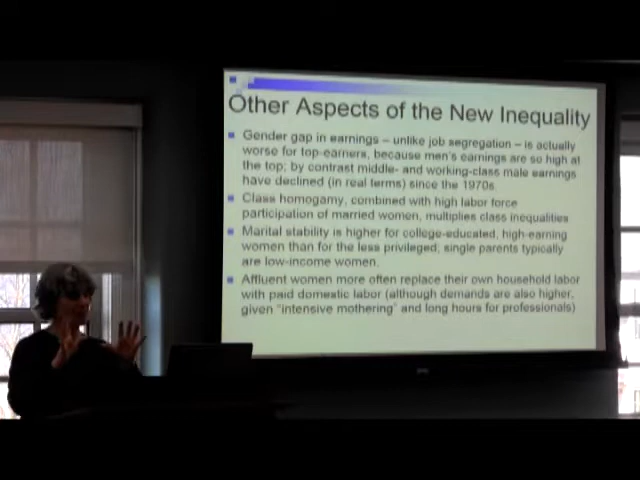 Other Aspects of the New Inequality
Gender gap in earnings – unlike job segregation – is actually
worse for top-earners, because men's earnings are so high at
the top; by contrast middle- and working-class male earnings
have declined (in real terms) since the 1970s.
Class homogamy, combined with high labor force
participation of married women, multiplies class inequalities
Marital stability is higher for college-educated, high-earning
women than for the less privileged; single parents typically
are low-income women.
Affluent women more often replace their own household labor
with paid domestic labor (although demands are also higher,
given "intensive mothering" and long hours for professionals)